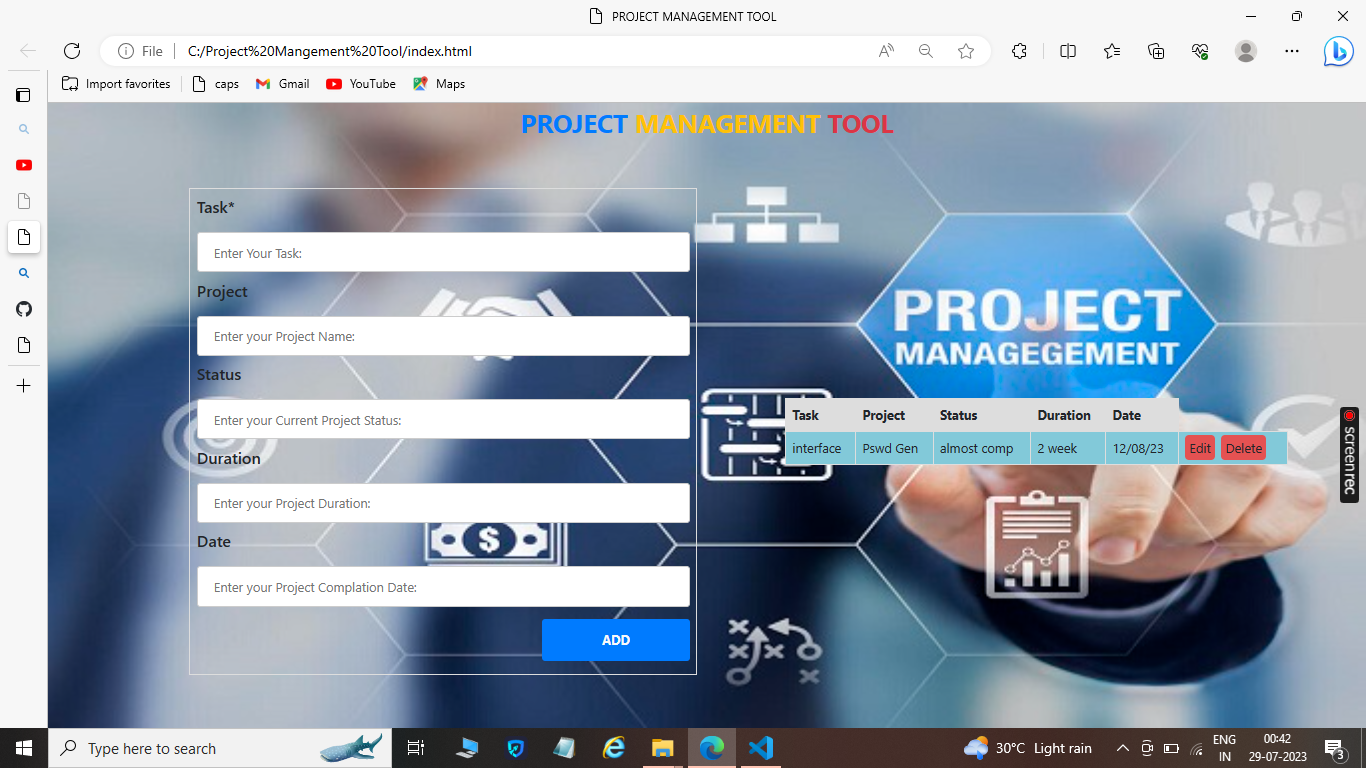 PROJECT MANAGEMENT TOOL
File
C:/Project%20Mangement%20Tool/index.html
Import favorites
caps
Gmail
YouTube
Maps
PROJECT MANAGEMENT TOOL
Task*
Enter Your Task:
Project
Enter your Project Name:
Status
Enter your Current Project Status:
Duration
Enter your Project Duration:
Date
Enter your Project Complation Date:
ADD
PROJECT
MANAGEGEMENT
Task Project Status Duration Date
interface Pswd Gen almost comp 2 week 12/08/23 Edit Delete
screenrec
Type here to search
30°C Light rain
ENG
IN
00:42
29-07-2023
3